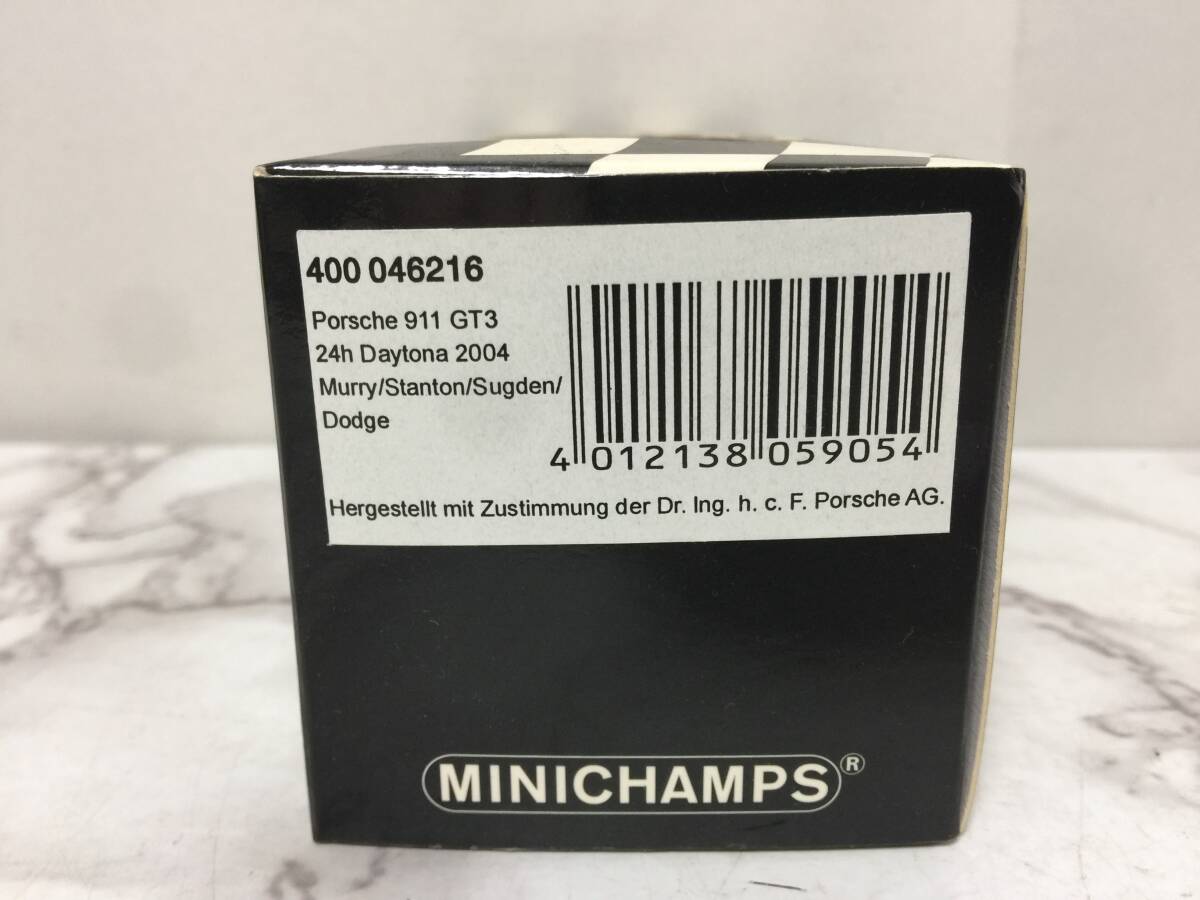 400 046216
Porsche 911 GT3
24h Daytona 2004
Murry/Stanton/Sugden/
Dodge
4 012138 059054
Hergestellt mit Zustimmung der Dr. Ing. h. c. F. Porsche AG.
MINICHAMPS®